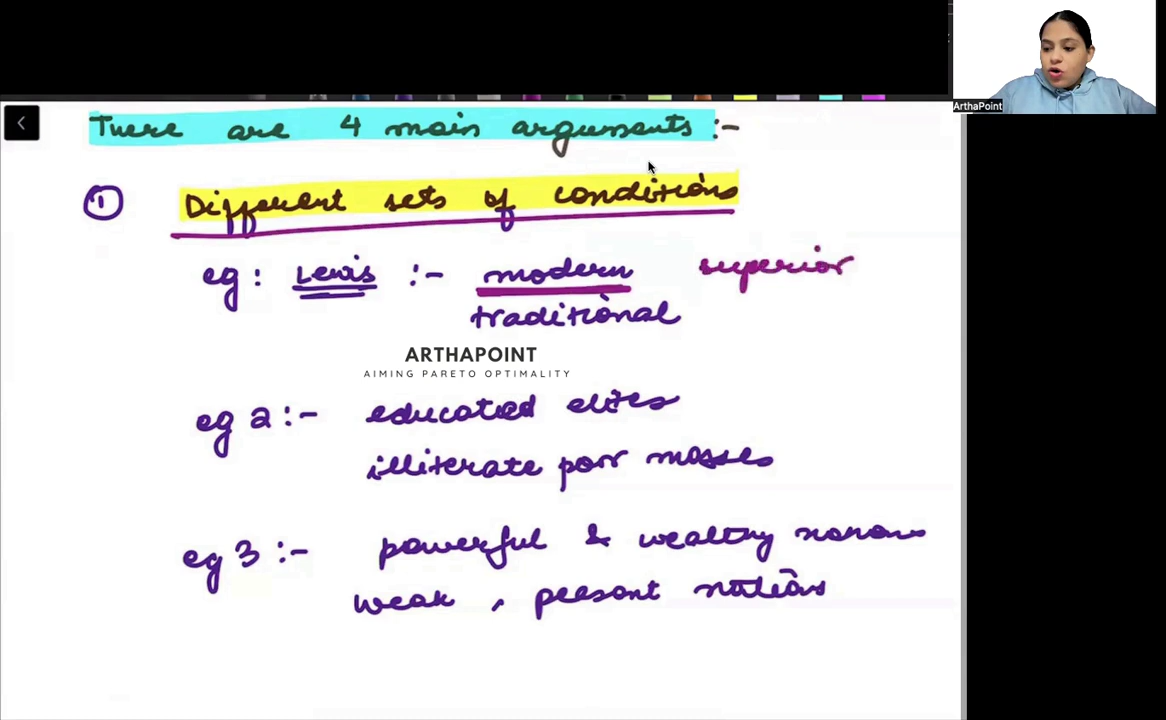 ArthaPoint
There are 4 main arguments :-
1 Different sets of conditions
eg : Lewis :- modern superior
traditional
ARTHAPOINT
AIMING PARETO OPTIMALITY
eg 2 :- educated elites
illiterate poor masses
eg 3 :- powerful & wealthy nations
weak , peasant nations